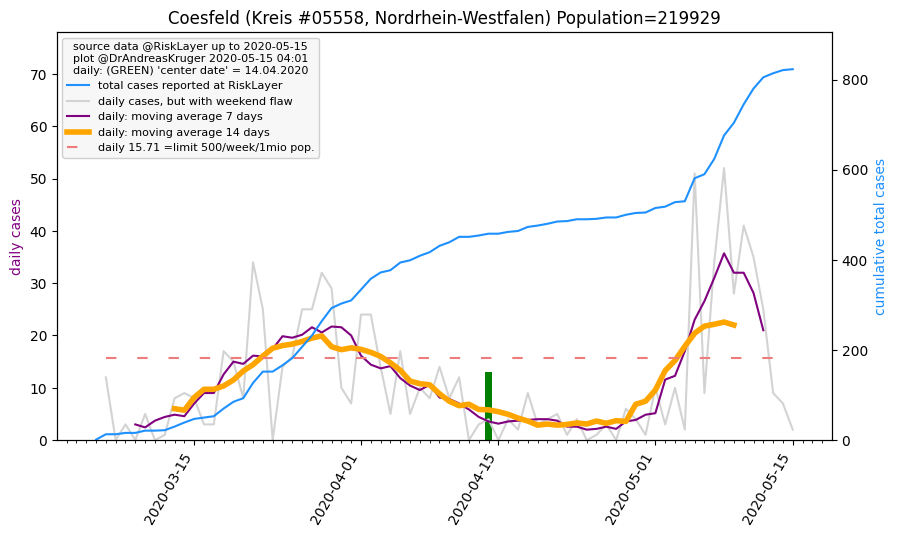 Coesfeld (Kreis #05558, Nordrhein-Westfalen) Population=219929
source data @RiskLayer up to 2020-05-15
plot @DrAndreasKruger 2020-05-15 04:01
daily: (GREEN) 'center date' = 14.04.2020
total cases reported at RiskLayer
daily cases, but with weekend flaw
daily: moving average 7 days
daily: moving average 14 days
daily 15.71 =limit 500/week/1mio pop.
daily cases
70
60
50
40
30
20
10
0
cumulative total cases
800
600
400
200
0
2020-03-15
2020-04-01
2020-04-15
2020-05-01
2020-05-15